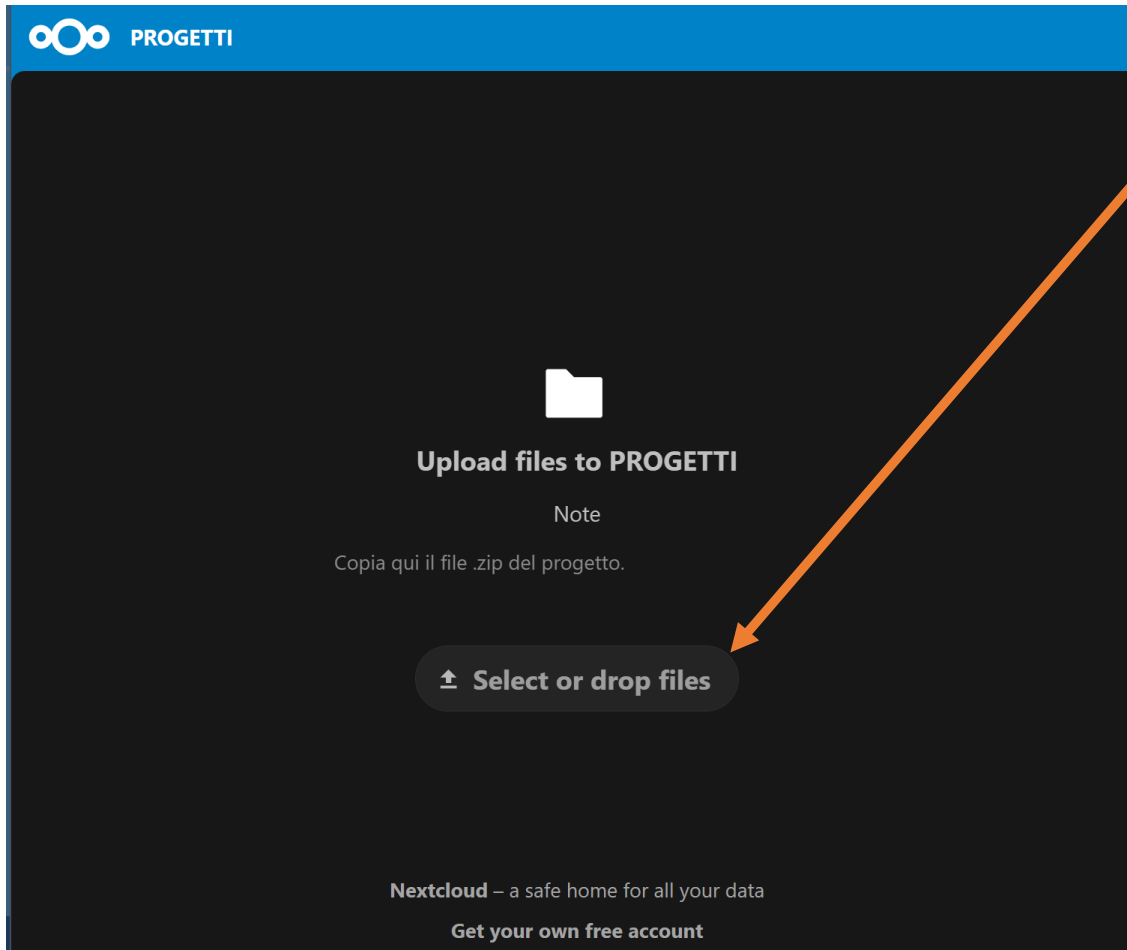 PROGETTI
Upload files to PROGETTI
Note
Copia qui il file .zip del progetto.
Select or drop files
Nextcloud – a safe home for all your data
Get your own free account